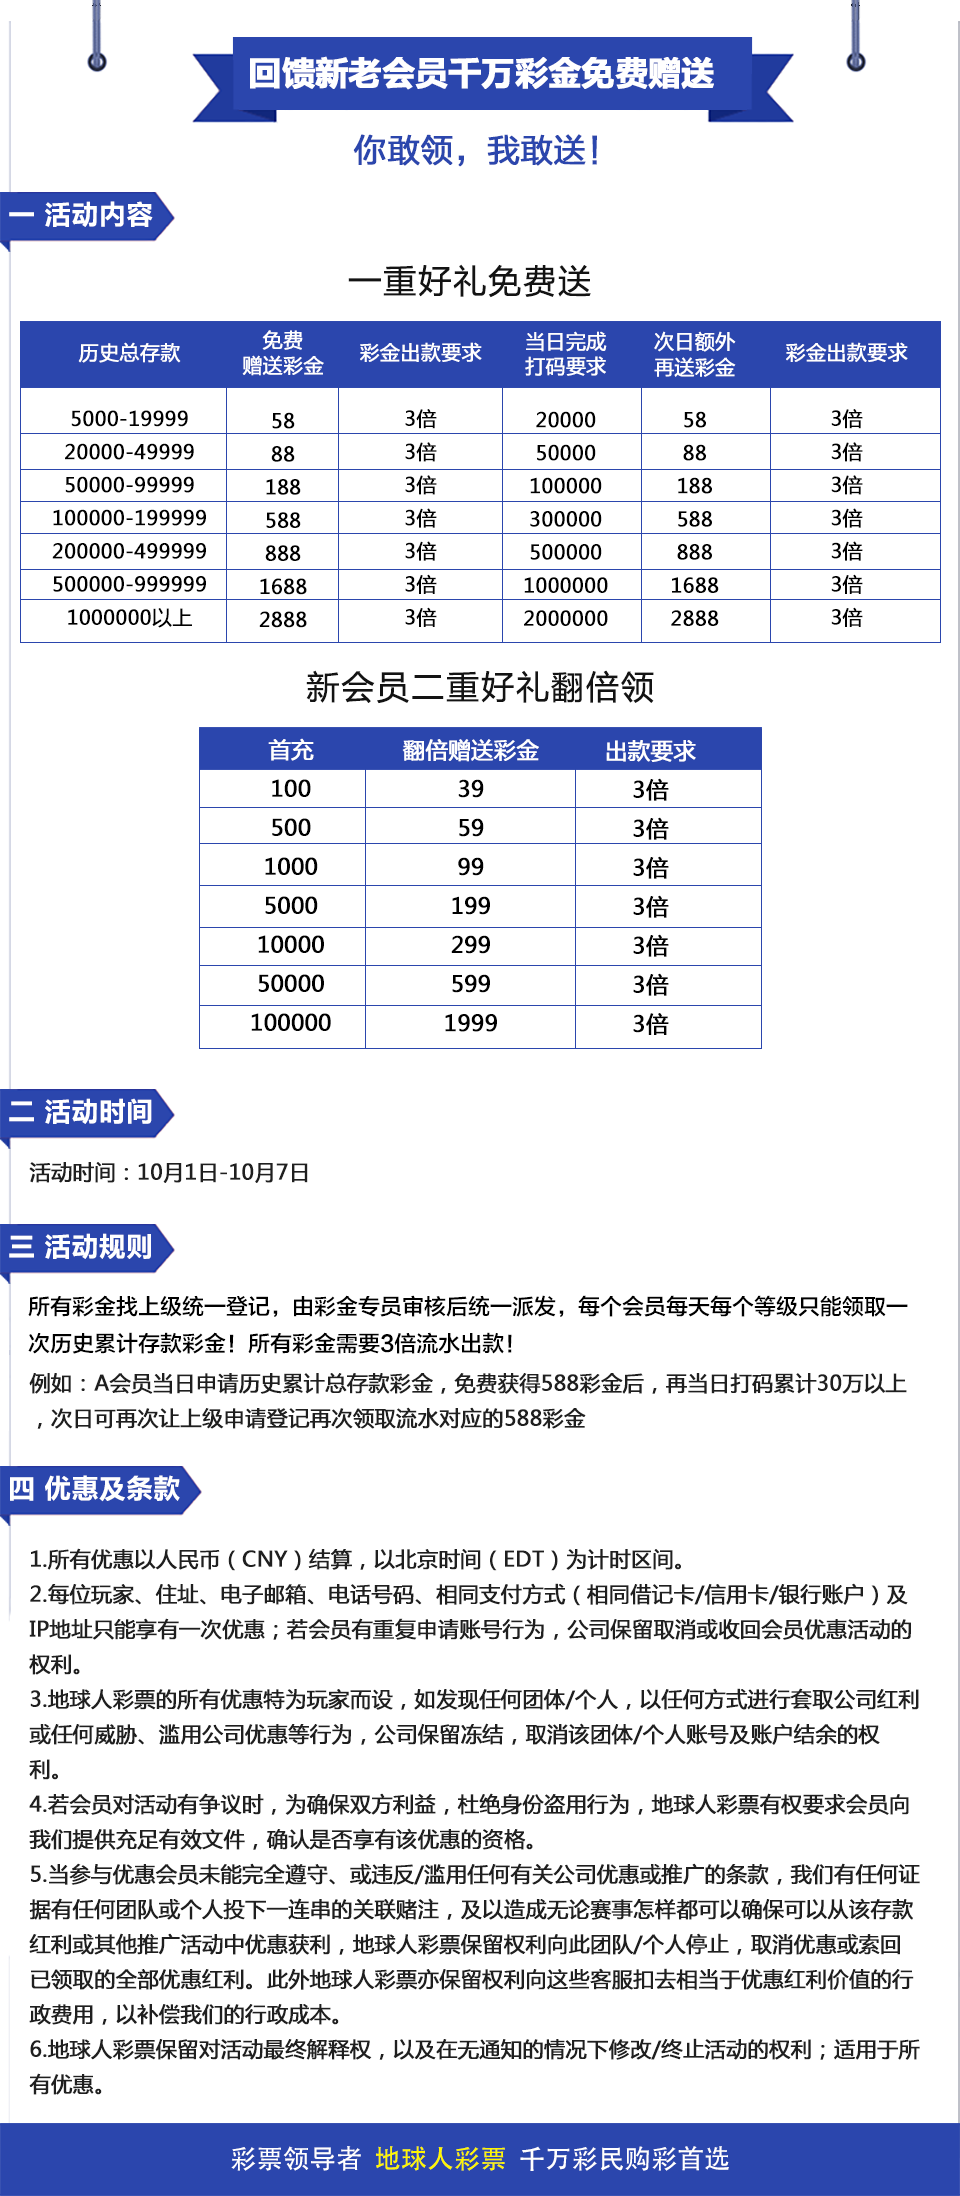 回馈新老会员千万彩金免费赠送
你敢领，我敢送！
一 活动内容
一重好礼免费送
历史总存款 免费赠送彩金 彩金出款要求 当日完成打码要求 次日额外再送彩金 彩金出款要求
5000-19999 58 3倍 20000 58 3倍
20000-49999 88 3倍 50000 88 3倍
50000-99999 188 3倍 100000 188 3倍
100000-199999 588 3倍 300000 588 3倍
200000-499999 888 3倍 500000 888 3倍
500000-999999 1688 3倍 1000000 1688 3倍
1000000以上 2888 3倍 2000000 2888 3倍
新会员二重好礼翻倍领
首充 翻倍赠送彩金 出款要求
100 39 3倍
500 59 3倍
1000 99 3倍
5000 199 3倍
10000 299 3倍
50000 599 3倍
100000 1999 3倍
二 活动时间
活动时间：10月1日-10月7日
三 活动规则
所有彩金找上级统一登记，由彩金专员审核后统一派发，每个会员每天每个等级只能领取一
次历史累计存款彩金！所有彩金需要3倍流水出款！
例如：A会员当日申请历史累计总存款彩金，免费获得588彩金后，再当日打码累计30万以上
，次日可再次让上级申请登记再次领取流水对应的588彩金
四 优惠及条款
1.所有优惠以人民币（CNY）结算，以北京时间（EDT）为计时区间。
2.每位玩家、住址、电子邮箱、电话号码、相同支付方式（相同借记卡/信用卡/银行账户）及
IP地址只能享有一次优惠；若会员有重复申请账号行为，公司保留取消或收回会员优惠活动的
权利。
3.地球人彩票的所有优惠特为玩家而设，如发现任何团体/个人，以任何方式进行套取公司红利
或任何威胁、滥用公司优惠等行为，公司保留冻结，取消该团体/个人账号及账户结余的权
利。
4.若会员对活动有争议时，为确保双方利益，杜绝身份盗用行为，地球人彩票有权要求会员向
我们提供充足有效文件，确认是否享有该优惠的资格。
5.当参与优惠会员未能完全遵守、或违反/滥用任何有关公司优惠或推广的条款，我们有任何证
据有任何团队或个人投下一连串的关联赌注，及以造成无论赛事怎样都可以确保可以从该存款
红利或其他推广活动中优惠获利，地球人彩票保留权利向此团队/个人停止，取消优惠或索回
已领取的全部优惠红利。此外地球人彩票亦保留权利向这些客服扣去相当于优惠红利价值的行
政费用，以补偿我们的行政成本。
6.地球人彩票保留对活动最终解释权，以及在无通知的情况下修改/终止活动的权利；适用于所
有优惠。
彩票领导者 地球人彩票 千万彩民购彩首选